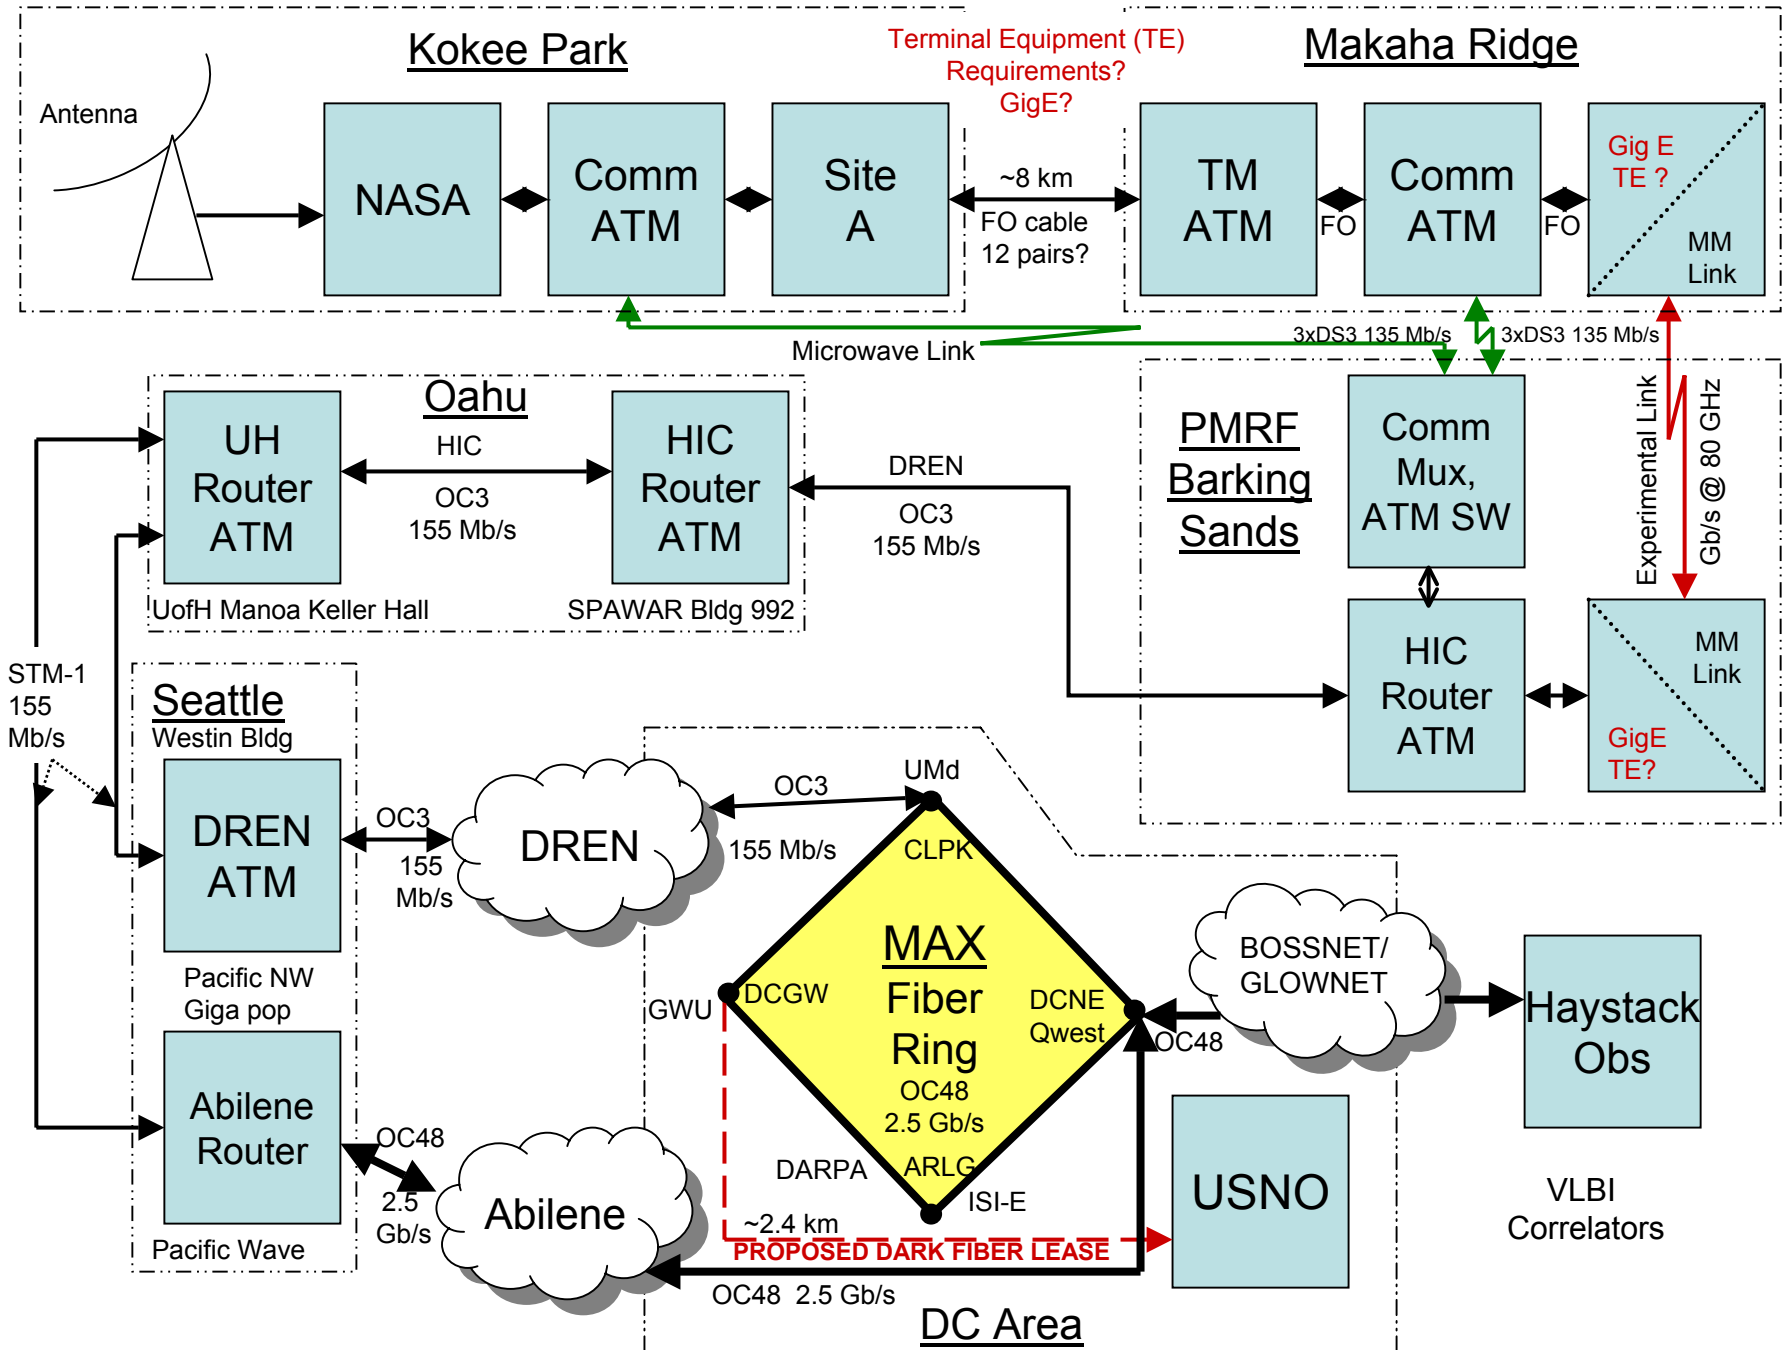 Kokee Park
Terminal Equipment (TE)
Requirements?
GigE?
Makaha Ridge
Antenna
NASA
Comm
ATM
Site
A
~8 km
FO cable
12 pairs?
TM
ATM
FO
Comm
ATM
FO
Gig E
TE ?
MM
Link
Microwave Link
3xDS3 135 Mb/s
3xDS3 135 Mb/s
Oahu
UH
Router
ATM
HIC
OC3
155 Mb/s
HIC
Router
ATM
UofH Manoa Keller Hall
SPAWAR Bldg 992
DREN
OC3
155 Mb/s
PMRF
Barking
Sands
Comm
Mux,
ATM SW
Experimental Link
Gb/s @ 80 GHz
HIC
Router
ATM
MM
Link
GigE
TE?
STM-1
155
Mb/s
Seattle
Westin Bldg
DREN
ATM
Pacific NW
Giga pop
Abilene
Router
Pacific Wave
OC3
155
Mb/s
DREN
OC3
155 Mb/s
UMd
CLPK
MAX
Fiber
Ring
OC48
2.5 Gb/s
GWU
DCGW
DCNE
Qwest
DARPA
ARLG
ISI-E
OC48
BOSSNET/
GLOWNET
Haystack
Obs
VLBI
Correlators
USNO
OC48
2.5
Gb/s
Abilene
~2.4 km
PROPOSED DARK FIBER LEASE
OC48 2.5 Gb/s
DC Area